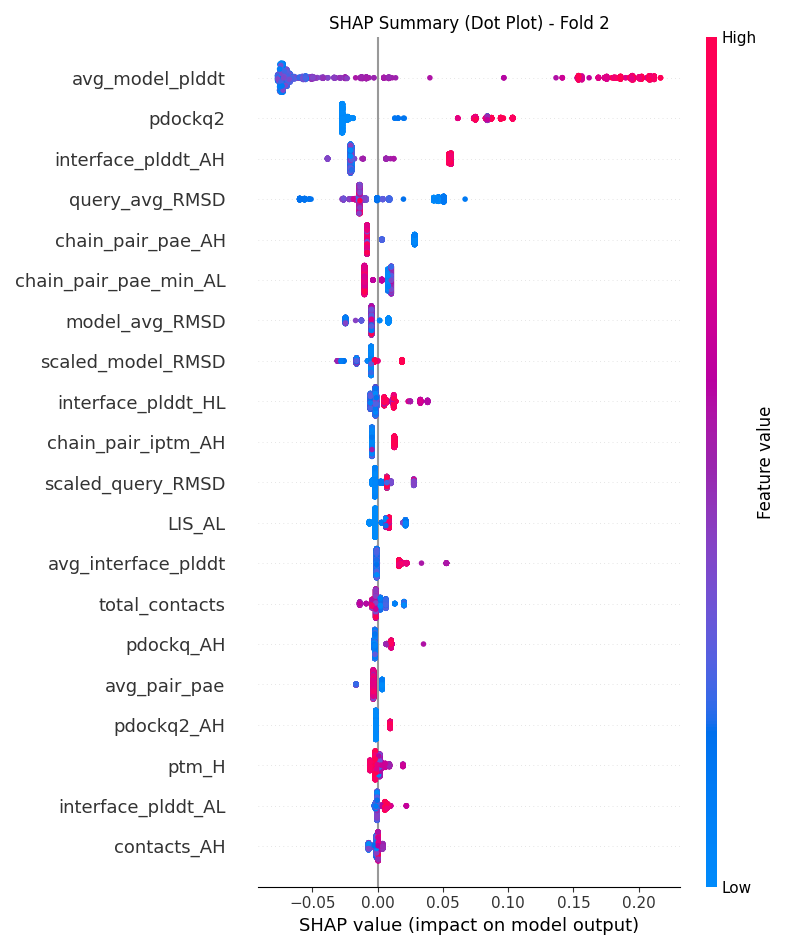 SHAP Summary (Dot Plot) - Fold 2
High
avg_model_plddt
pdockq2
interface_plddt_AH
query_avg_RMSD
chain_pair_pae_AH
chain_pair_pae_min_AL
model_avg_RMSD
scaled_model_RMSD
interface_plddt_HL
chain_pair_iptm_AH
scaled_query_RMSD
LIS_AL
avg_interface_plddt
total_contacts
pdockq_AH
avg_pair_pae
pdockq2_AH
ptm_H
interface_plddt_AL
contacts_AH
Feature value
Low
−0.05 0.00 0.05 0.10 0.15 0.20
SHAP value (impact on model output)